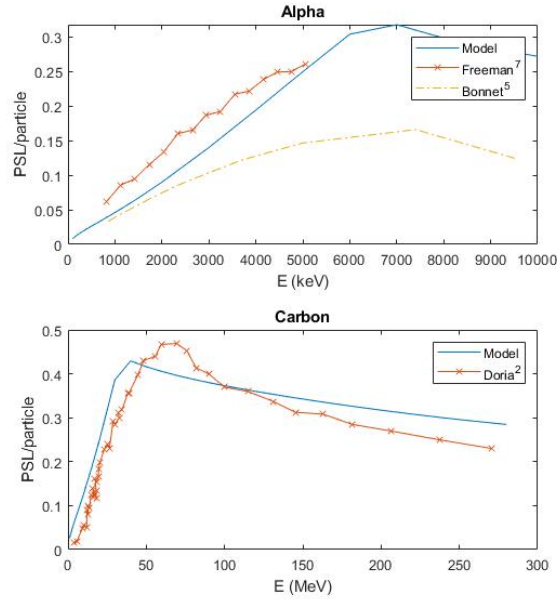 Alpha
PSL/particle
0.3
0.25
0.2
0.15
0.1
0.05
0
Model
Freeman⁷
Bonnet⁵
0 1000 2000 3000 4000 5000 6000 7000 8000 9000 10000
E (keV)
Carbon
PSL/particle
0.5
0.4
0.3
0.2
0.1
0
Model
Doria²
0 50 100 150 200 250 300
E (MeV)